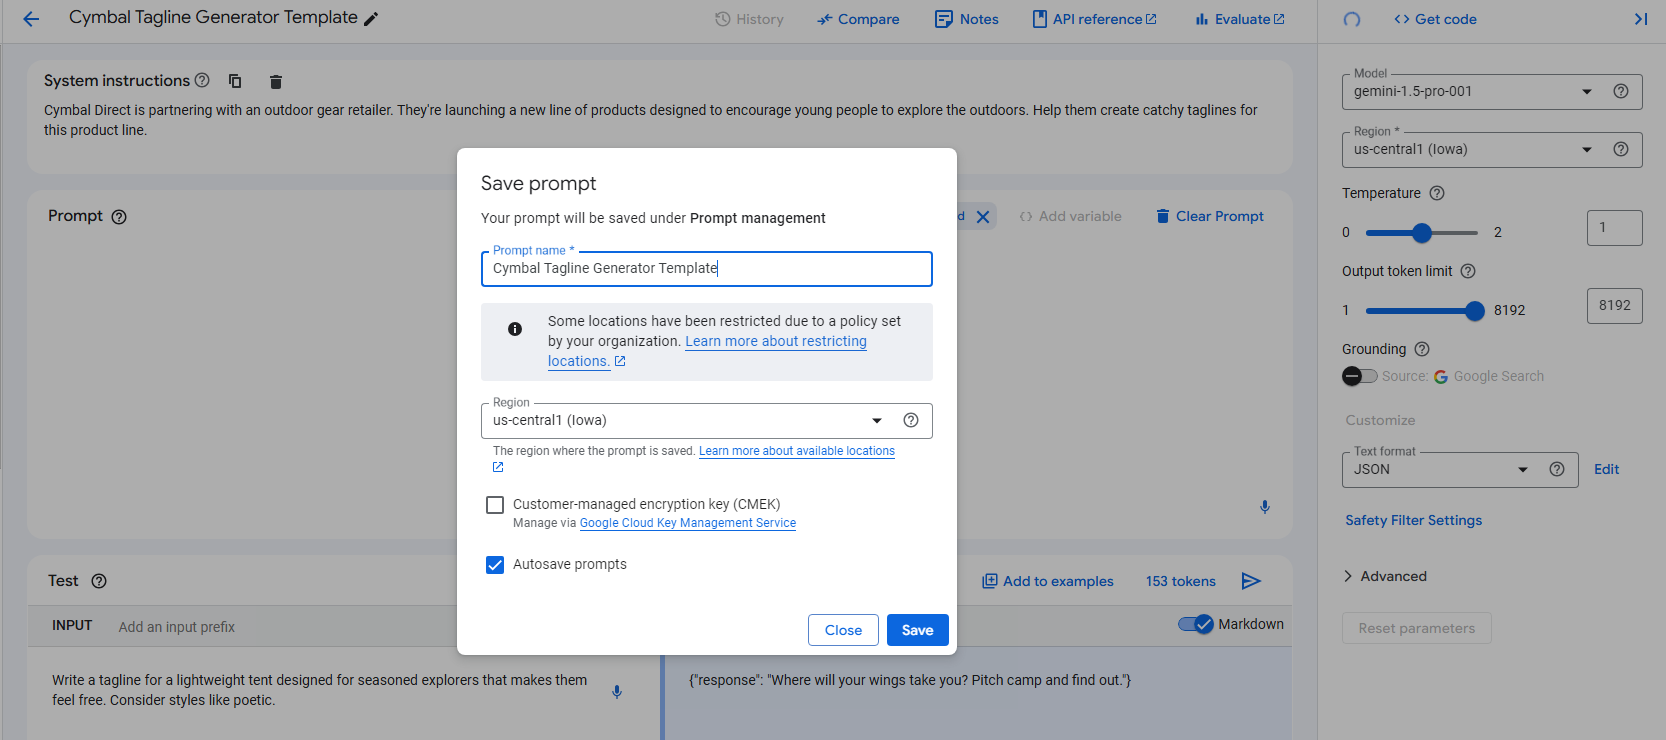 Cymbal Tagline Generator Template
History
Compare
Notes
API reference
Evaluate
Get code
System instructions
Cymbal Direct is partnering with an outdoor gear retailer. They're launching a new line of products designed to encourage young people to explore the outdoors. Help them create catchy taglines for
this product line.
Prompt
d
Add variable
Clear Prompt
Save prompt
Your prompt will be saved under Prompt management
Prompt name *
Cymbal Tagline Generator Template
Some locations have been restricted due to a policy set
by your organization. Learn more about restricting
locations.
Region
us-central1 (Iowa)
The region where the prompt is saved. Learn more about available locations
Customer-managed encryption key (CMEK)
Manage via Google Cloud Key Management Service
Autosave prompts
Close
Save
Test
Add to examples
153 tokens
INPUT
Add an input prefix
Markdown
Write a tagline for a lightweight tent designed for seasoned explorers that makes them
feel free. Consider styles like poetic.
{"response": "Where will your wings take you? Pitch camp and find out."}
Model
gemini-1.5-pro-001
Region *
us-central1 (Iowa)
Temperature
0
2
1
Output token limit
1
8192
8192
Grounding
Source: Google Search
Customize
Text format
JSON
Edit
Safety Filter Settings
Advanced
Reset parameters